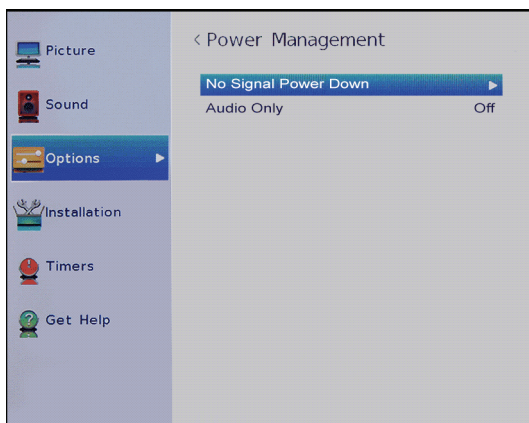 Picture
Sound
Options
Installation
Timers
Get Help
< Power Management
No Signal Power Down
Audio Only Off